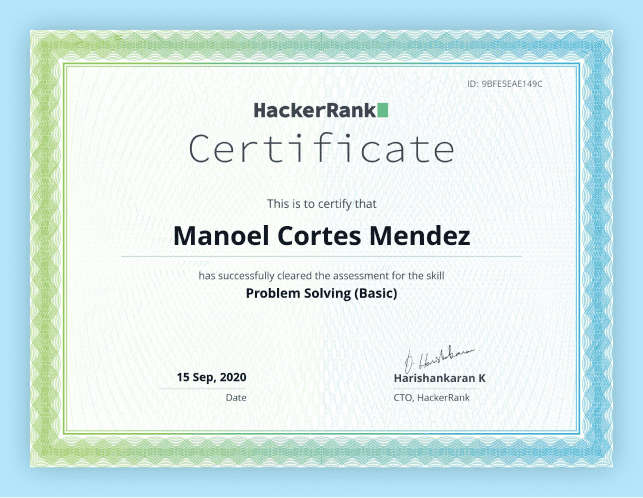 ID: 9BFE5EAE149C
HackerRank
Certificate
This is to certify that
Manoel Cortes Mendez
has successfully cleared the assessment for the skill
Problem Solving (Basic)
D. Harishankaran
15 Sep, 2020
Harishankaran K
Date
CTO, HackerRank